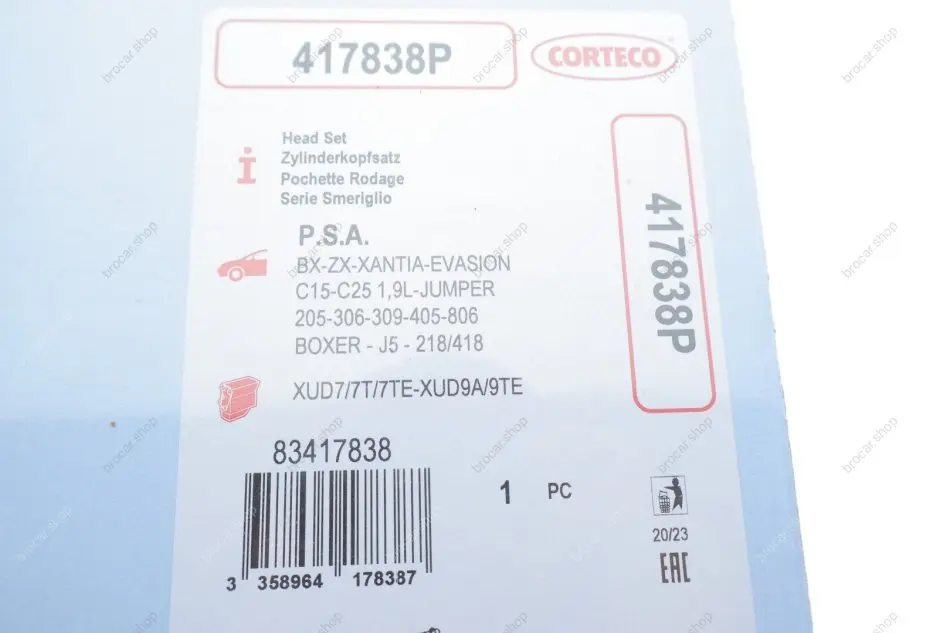 417838P
CORTECO
Head Set
Zylinderkopfsatz
Pochette Rodage
Serie Smeriglio
P.S.A.
BX-ZX-XANTIA-EVASION
C15-C25 1,9L-JUMPER
205-306-309-405-806
BOXER - J5 - 218/418
XUD7/7T/7TE-XUD9A/9TE
417838P
83417838
1 PC
3 358964 178387
20/23
EAC
brocar.shop